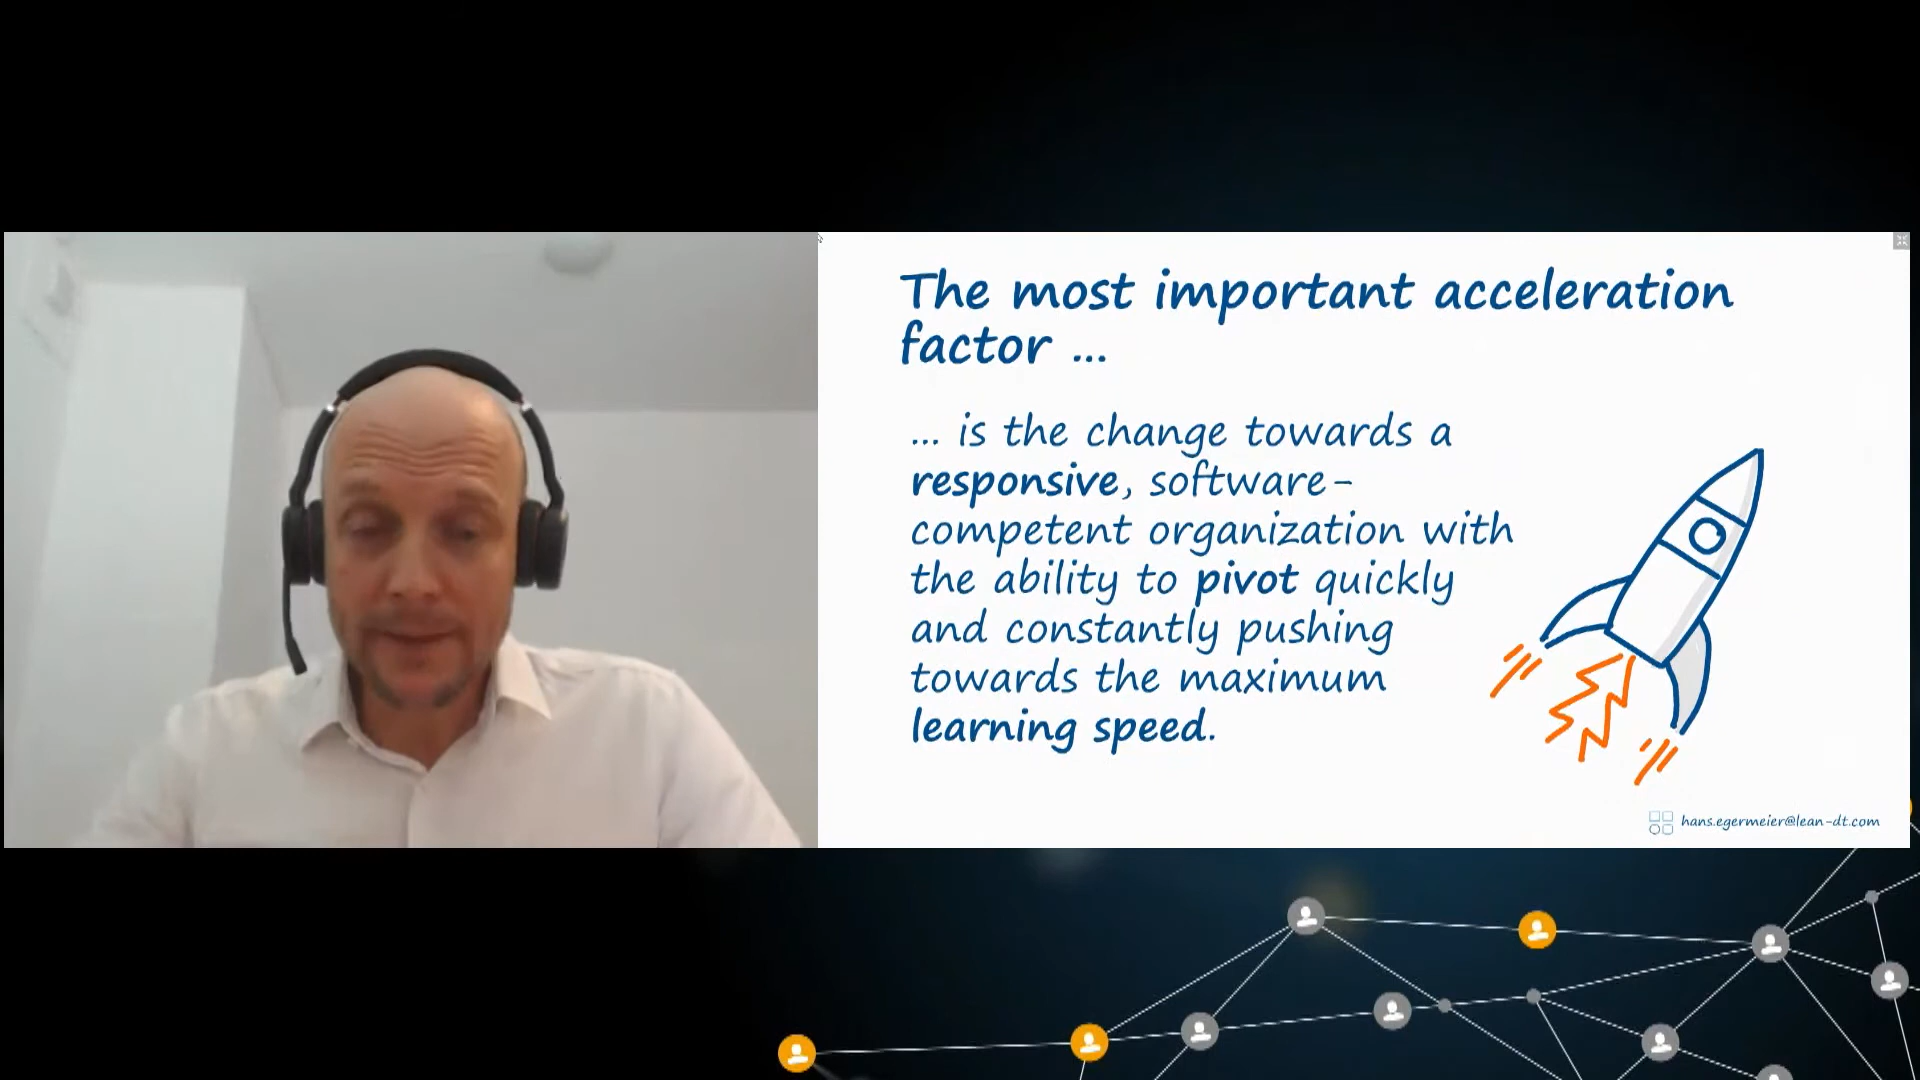 The most important acceleration
factor ...
... is the change towards a
responsive, software-
competent organization with
the ability to pivot quickly
and constantly pushing
towards the maximum
learning speed.
hans.egermeier@lean-dt.com